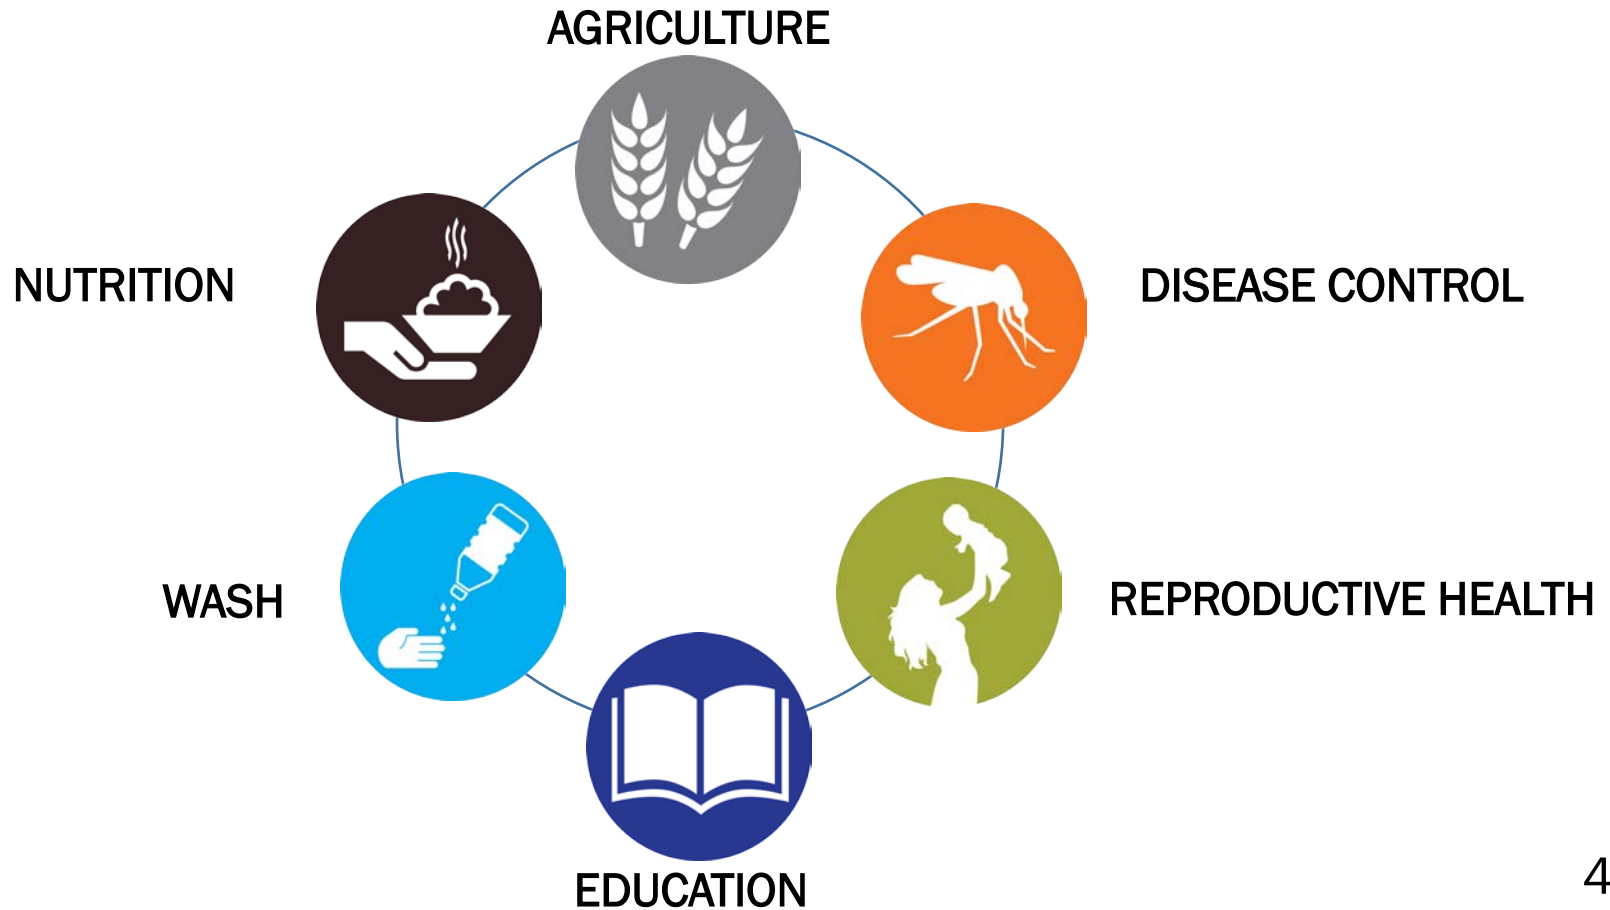 AGRICULTURE
NUTRITION
DISEASE CONTROL
WASH
REPRODUCTIVE HEALTH
EDUCATION
4